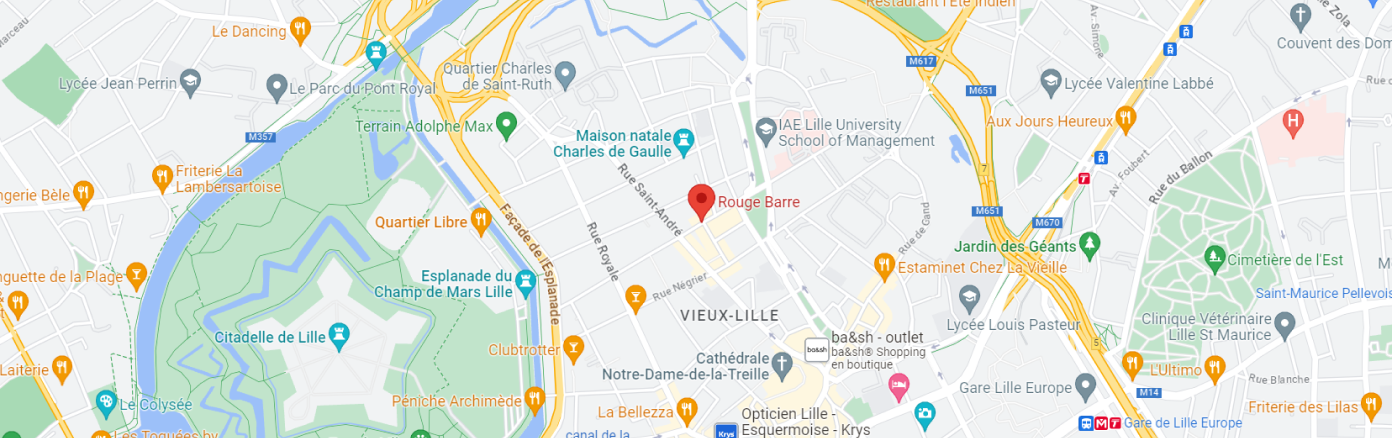 Restaurant l'Été Indien
Le Dancing
Av. Simone
Zola
Marceau
Couvent des Dom
M617
Quartier Charles
de Saint-Ruth
Lycée Jean Perrin
Le Parc du Pont Royal
M651
Lycée Valentine Labbé
Rue d
Terrain Adolphe Max
M357
Maison natale
Charles de Gaulle
IAE Lille University
School of Management
Aux Jours Heureux
H
Friterie La
Lambersartoise
ngerie Bèle
Rue Saint-André
7
Av. Foubert
T
Rue du Ballon
Rouge Barre
Quartier Libre
Façade de l'Esplanade
Rue Royale
M651
M670
Rue de Gand
Jardin des Géants
Cimetière de l'Est
nguette de la Plage
Esplanade du
Champ de Mars Lille
Rue Négrier
Estaminet Chez La Vieille
Saint-Maurice Pellevois
VIEUX-LILLE
Lycée Louis Pasteur
Clinique Vétérinaire
Lille St Maurice
Citadelle de Lille
Clubtrotter
ba&sh
ba&sh - outlet
ba&sh® Shopping
en boutique
5
Cathédrale
Notre-Dame-de-la-Treille
Laiterie
L'Ultimo
Rue Blanche
Gare Lille Europe
M14
Le Colysée
Péniche Archimède
La Bellezza
Opticien Lille -
Esquermoise - Krys
Krys
Friterie des Lilas
M T
Gare de Lille Europe
Les Toquées by
canal de la